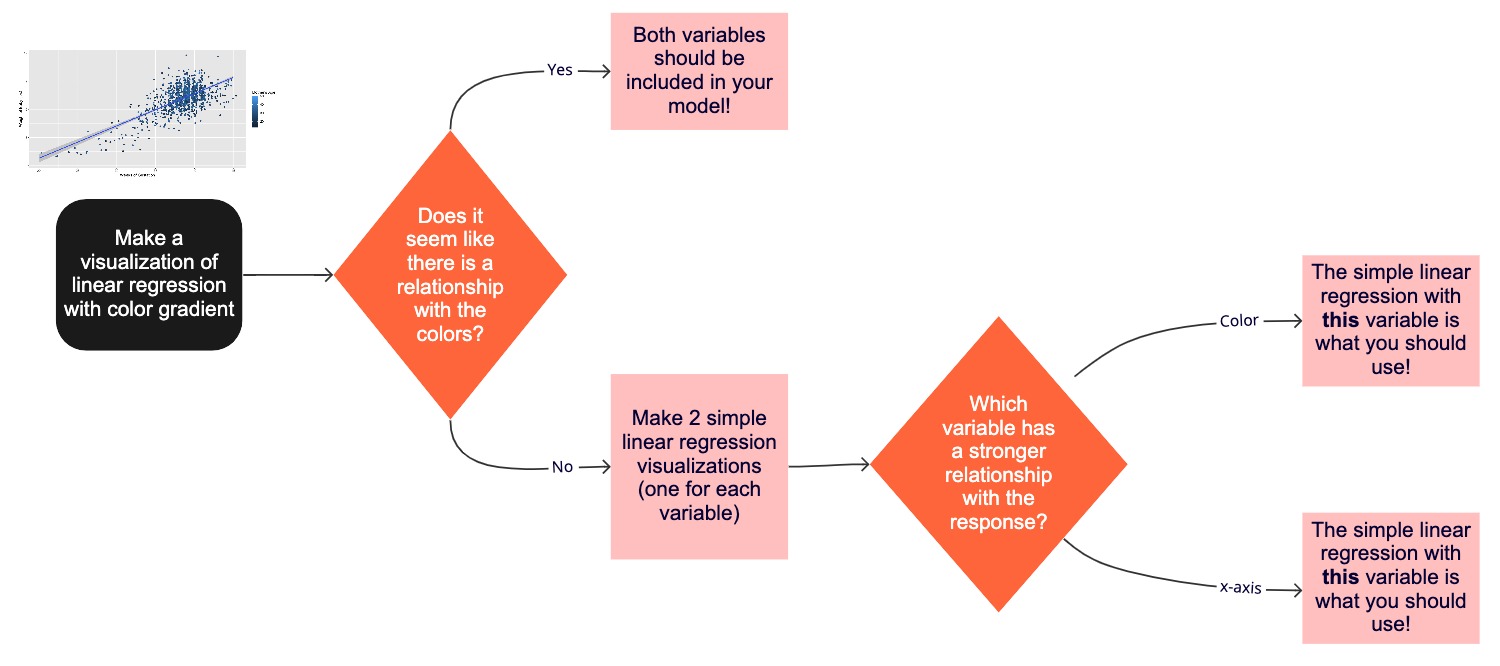 Both variables
should be
included in your
model!
Yes
Does it
seem like
there is a
relationship
with the
colors?
Make a
visualization of
linear regression
with color gradient
No
Make 2 simple
linear regression
visualizations
(one for each
variable)
Which
variable has
a stronger
relationship
with the
response?
Color
The simple linear
regression with
this variable is
what you should
use!
x-axis
The simple linear
regression with
this variable is
what you should
use!